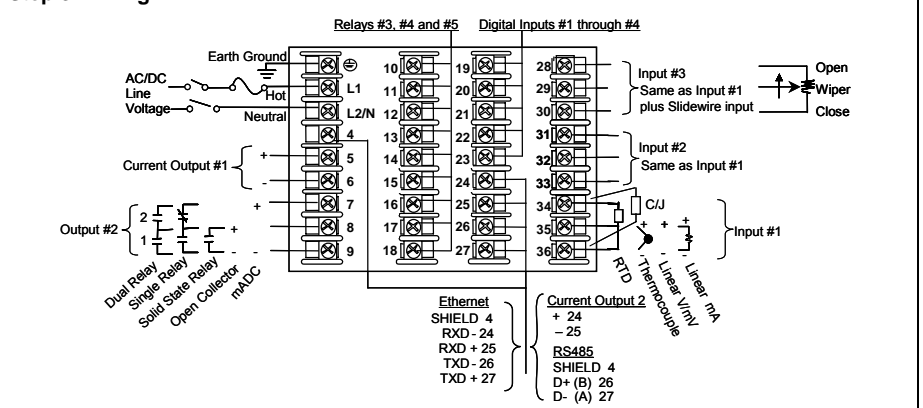 Relays #3, #4 and #5
Digital Inputs #1 through #4
Earth Ground
AC/DC
Line
Voltage
Hot
Neutral
L1
L2/N
4
5
6
7
8
9
10
11
12
13
14
15
16
17
18
19
20
21
22
23
24
25
26
27
28
29
30
31
32
33
34
35
36
Current Output #1
+
-
Output #2
2
1
+
+
-
-
Dual Relay
Single Relay
Solid State Relay
Open Collector
mADC
Input #3
Same as Input #1
plus Slidewire input
Open
Wiper
Close
Input #2
Same as Input #1
C/J
Input #1
+
+
+
-
-
-
RTD
Thermocouple
Linear V/mV
Linear mA
Ethernet
SHIELD 4
RXD - 24
RXD + 25
TXD - 26
TXD + 27
Current Output 2
+ 24
– 25
RS485
SHIELD 4
D+ (B) 26
D- (A) 27